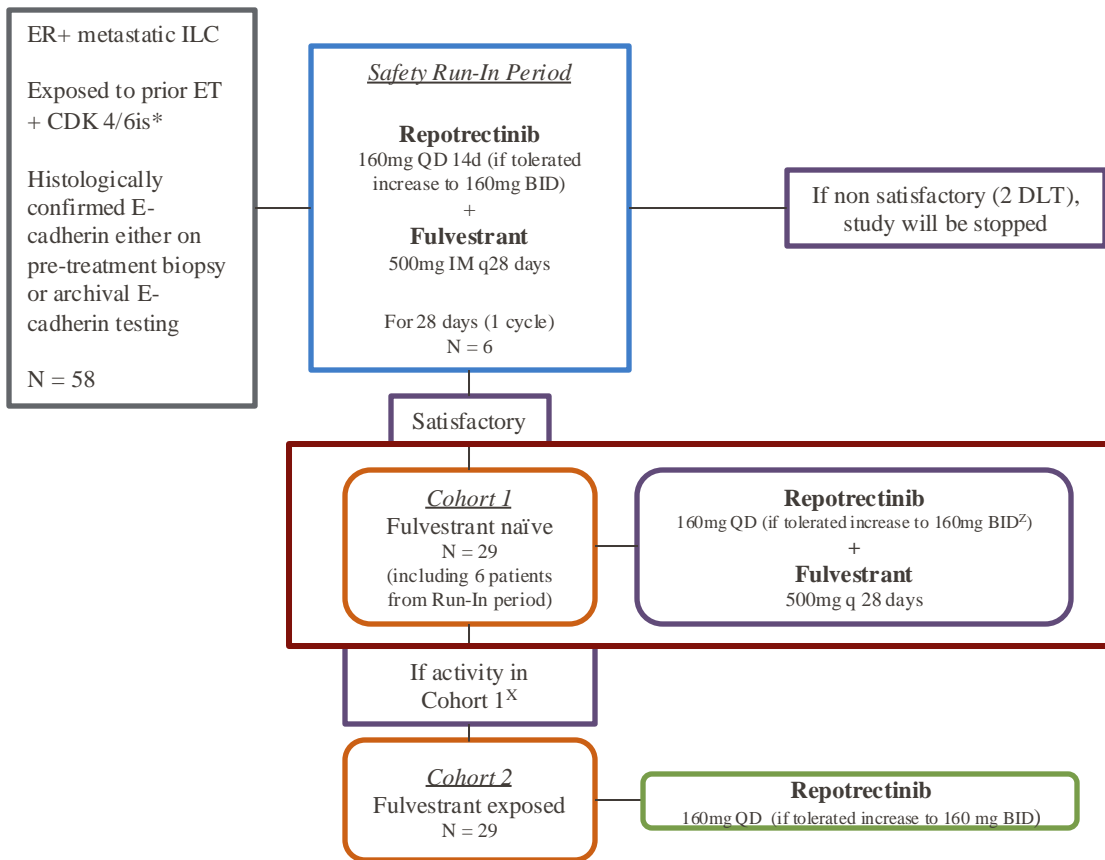 ER+ metastatic ILC
Exposed to prior ET
+ CDK 4/6is*
Histologically
confirmed E-
cadherin either on
pre-treatment biopsy
or archival E-
cadherin testing
N = 58
Safety Run-In Period
Repotrectinib
160mg QD 14d (if tolerated
increase to 160mg BID)
+
Fulvestrant
500mg IM q28 days
For 28 days (1 cycle)
N = 6
If non satisfactory (2 DLT),
study will be stopped
Satisfactory
Cohort 1
Fulvestrant naïve
N = 29
(including 6 patients
from Run-In period)
Repotrectinib
160mg QD (if tolerated increase to 160mg BIDᶻ)
+
Fulvestrant
500mg q 28 days
If activity in
Cohort 1ˣ
Cohort 2
Fulvestrant exposed
N = 29
Repotrectinib
160mg QD (if tolerated increase to 160 mg BID)